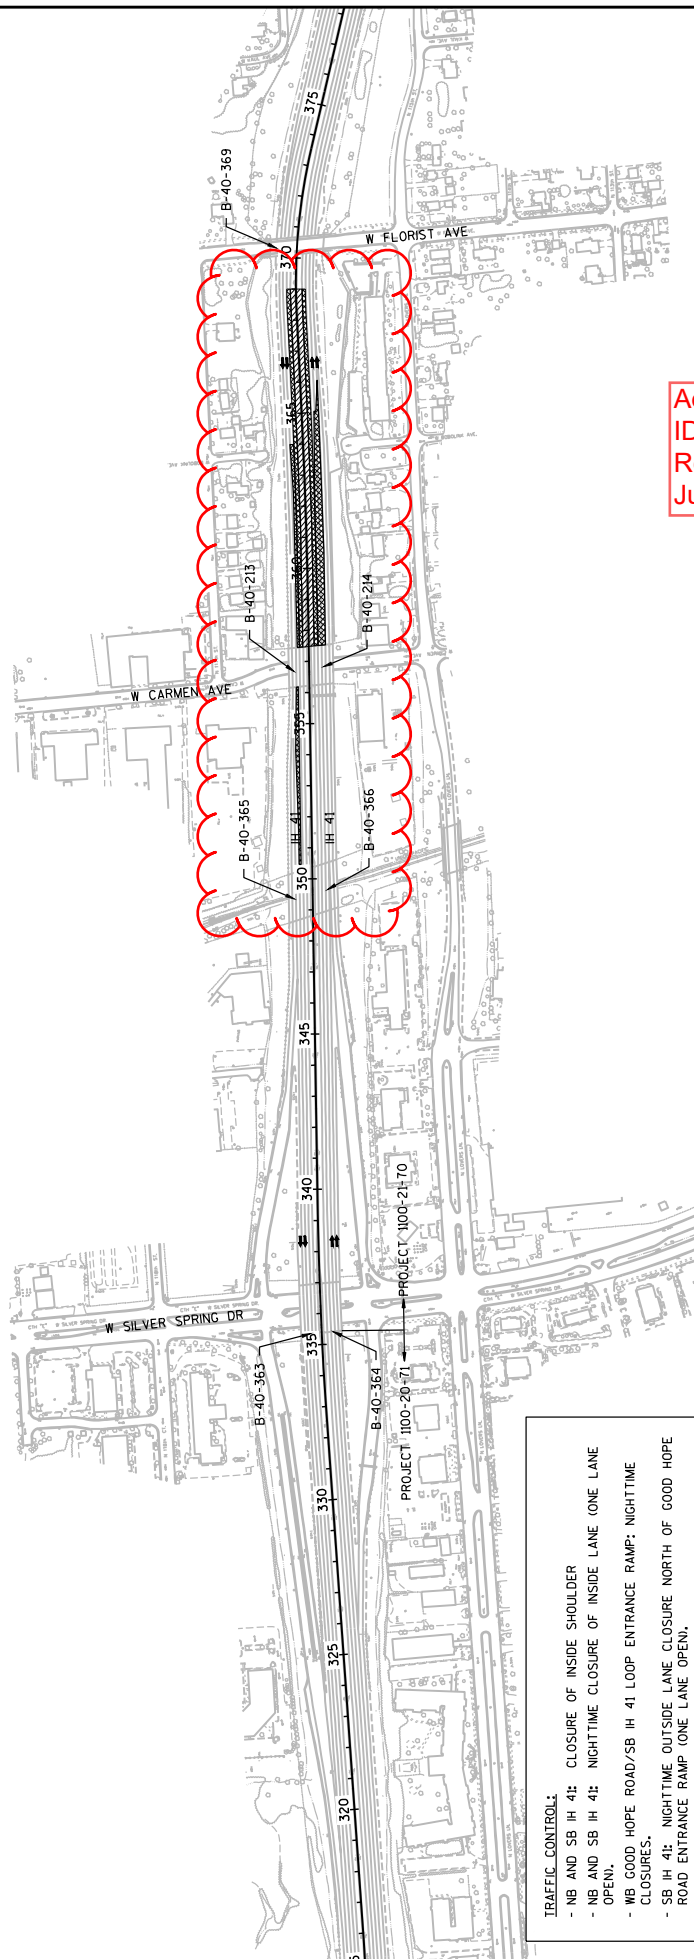 375
B-40-369
W FLORIST AVE
370
365
360
B-40-213
B-40-214
W CARMEN AVE
355
IH 41
IH 41
B-40-365
B-40-366
350
345
340
PROJECT 1100-21-70
W SILVER SPRING DR
W SILVER SPRING DR
335
B-40-363
B-40-364
PROJECT 1100-20-71
330
325
320
TRAFFIC CONTROL:
- NB AND SB IH 41: CLOSURE OF INSIDE SHOULDER
- NB AND SB IH 41: NIGHTTIME CLOSURE OF INSIDE LANE (ONE LANE
OPEN).
- WB GOOD HOPE ROAD/SB IH 41 LOOP ENTRANCE RAMP: NIGHTTIME
CLOSURES.
- SB IH 41: NIGHTTIME OUTSIDE LANE CLOSURE NORTH OF GOOD HOPE
ROAD ENTRANCE RAMP (ONE LANE OPEN).
ID
Ju